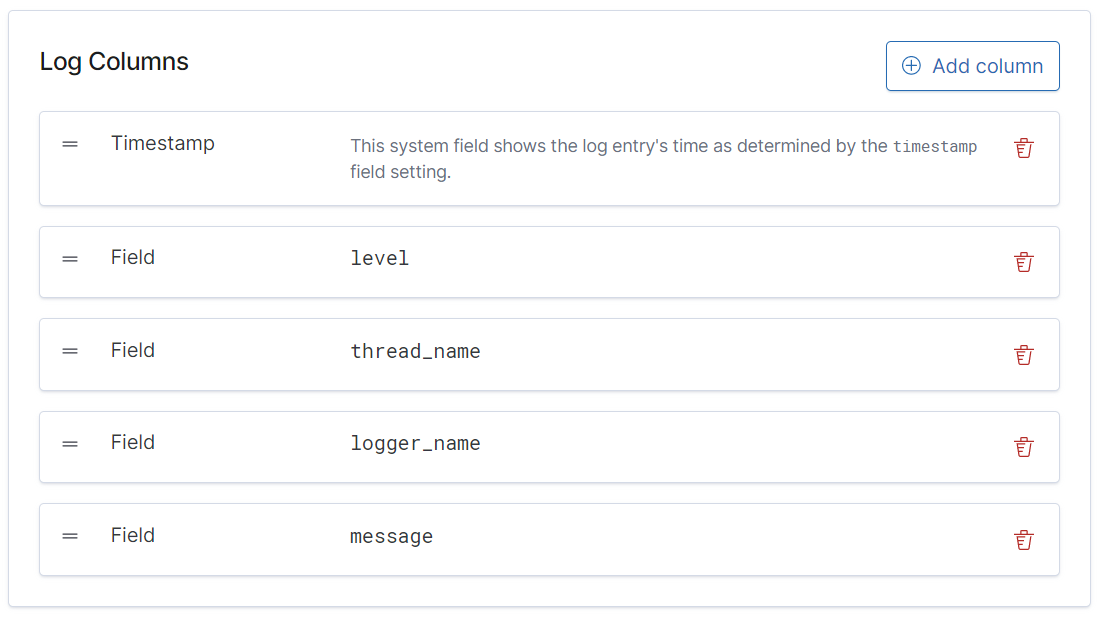 Log Columns
Add column
Timestamp
This system field shows the log entry's time as determined by the timestamp
field setting.
Field
level
Field
thread_name
Field
logger_name
Field
message